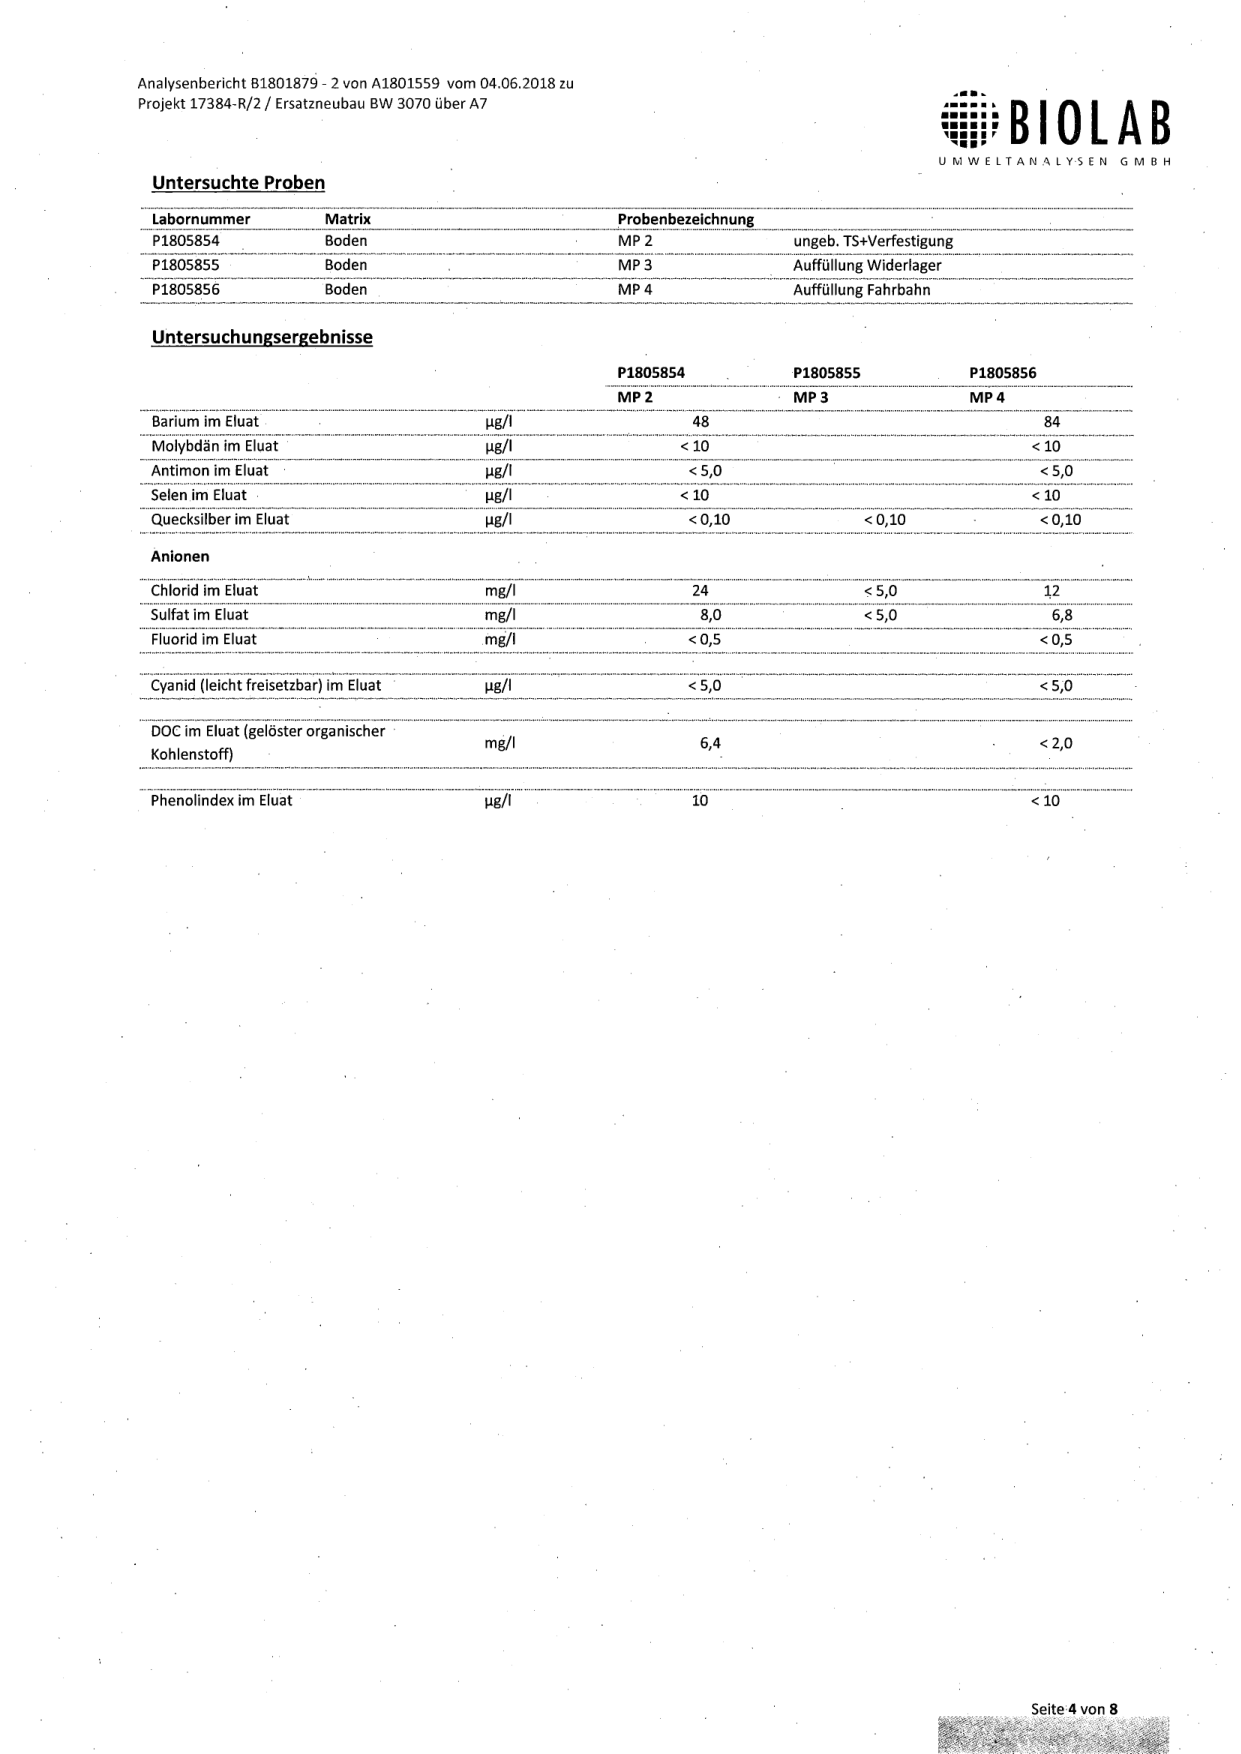 Analysenbericht B1801879 - 2 von A1801559 vom 04.06.2018 zu
Projekt 17384-R/2 / Ersatzneubau BW 3070 über A7
BIOLAB
UMWELTANALYSEN GMBH
Untersuchte Proben
Labornummer Matrix Probenbezeichnung
P1805854 Boden MP 2 ungeb. TS+Verfestigung
P1805855 Boden MP 3 Auffüllung Widerlager
P1805856 Boden MP 4 Auffüllung Fahrbahn
Untersuchungsergebnisse
P1805854 P1805855 P1805856
MP 2 MP 3 MP 4
Barium im Eluat µg/l 48 84
Molybdän im Eluat µg/l < 10 < 10
Antimon im Eluat µg/l < 5,0 < 5,0
Selen im Eluat µg/l < 10 < 10
Quecksilber im Eluat µg/l < 0,10 < 0,10 < 0,10
Anionen
Chlorid im Eluat mg/l 24 < 5,0 12
Sulfat im Eluat mg/l 8,0 < 5,0 6,8
Fluorid im Eluat mg/l < 0,5 < 0,5
Cyanid (leicht freisetzbar) im Eluat µg/l < 5,0 < 5,0
DOC im Eluat (gelöster organischer
Kohlenstoff) mg/l 6,4 < 2,0
Phenolindex im Eluat µg/l 10 < 10
Seite 4 von 8